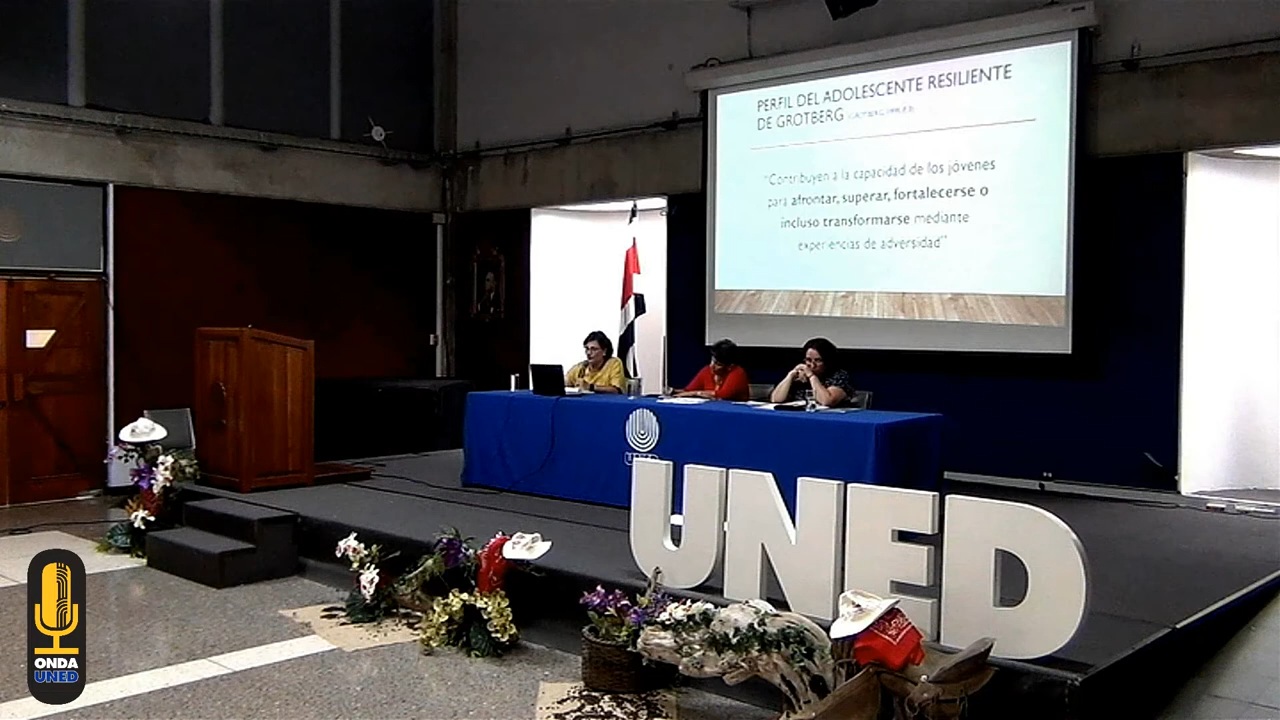 PERFIL DEL ADOLESCENTE RESILIENTE
DE GROTBERG
"Contribuyen a la capacidad de los jóvenes
para afrontar, superar, fortalecerse o
incluso transformarse mediante
experiencias de adversidad"
UNED
UNED
ONDA
UNED